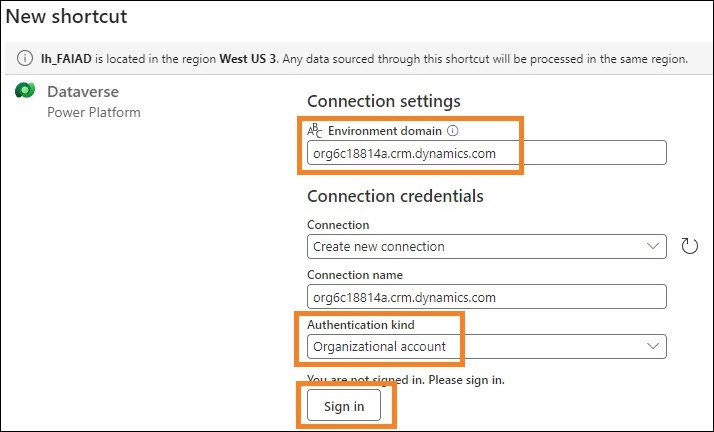 New shortcut
lh_FAIAD is located in the region West US 3. Any data sourced through this shortcut will be processed in the same region.
Dataverse
Power Platform
Connection settings
ABC Environment domain
org6c18814a.crm.dynamics.com
Connection credentials
Connection
Create new connection
Connection name
org6c18814a.crm.dynamics.com
Authentication kind
Organizational account
You are not signed in. Please sign in.
Sign in